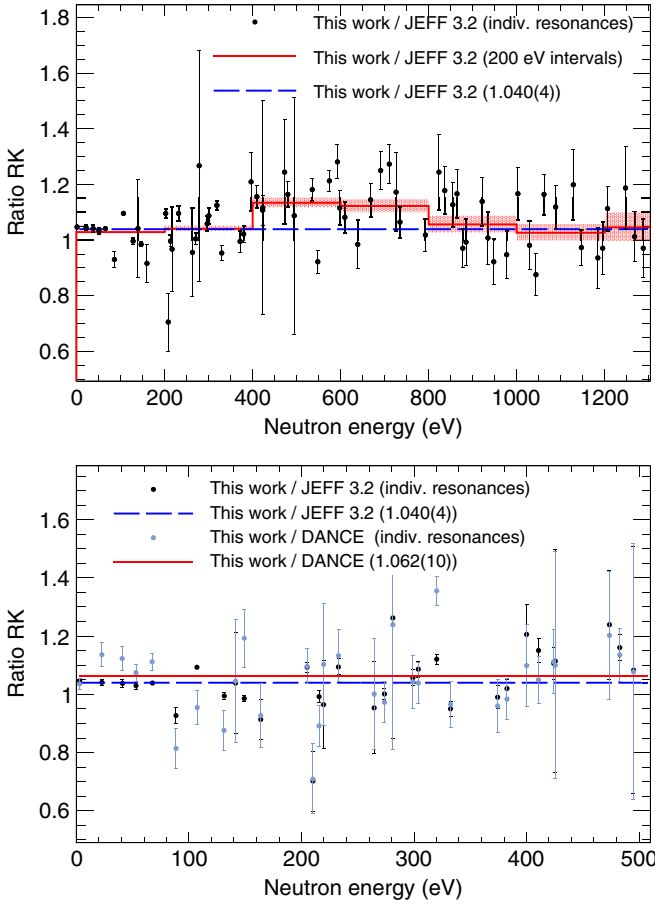 1.8
1.6
1.4
1.2
1
0.8
0.6
Ratio RK
This work / JEFF 3.2 (indiv. resonances)
This work / JEFF 3.2 (200 eV intervals)
This work / JEFF 3.2 (1.040(4))
0 200 400 600 800 1000 1200
Neutron energy (eV)
1.6
1.4
1.2
1.0
0.8
0.6
Ratio RK
This work / JEFF 3.2 (indiv. resonances)
This work / JEFF 3.2 (1.040(4))
This work / DANCE (indiv. resonances)
This work / DANCE (1.062(10))
0 100 200 300 400 500
Neutron energy (eV)